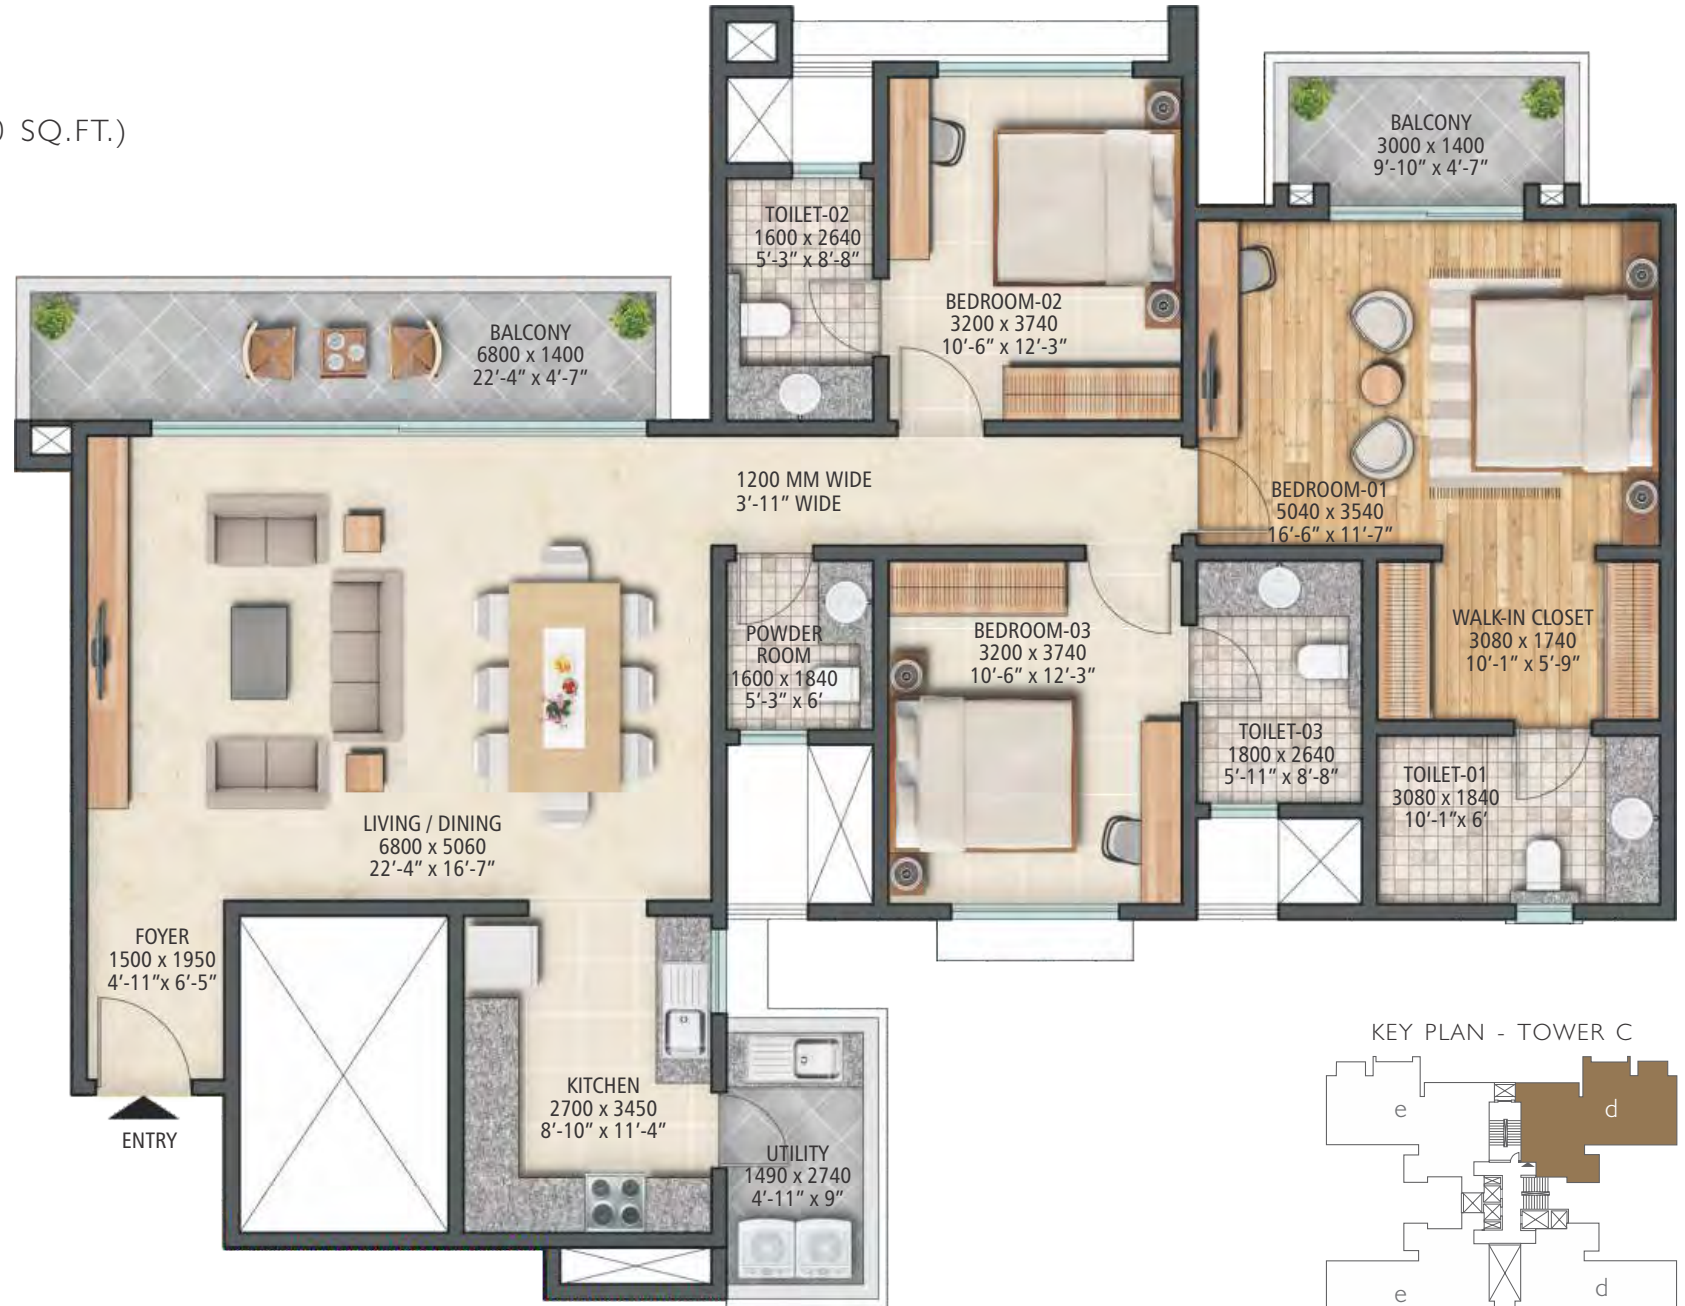 ) SQ.FT.)
BALCONY
3000 x 1400
9'-10" x 4'-7"
TOILET-02
1600 x 2640
5'-3" x 8'-8"
BEDROOM-02
3200 x 3740
10'-6" x 12'-3"
BALCONY
6800 x 1400
22'-4" x 4'-7"
1200 MM WIDE
3'-11" WIDE
BEDROOM-01
5040 x 3540
16'-6" x 11'-7"
POWDER
ROOM
1600 x 1840
5'-3" x 6'
BEDROOM-03
3200 x 3740
10'-6" x 12'-3"
WALK-IN CLOSET
3080 x 1740
10'-1" x 5'-9"
TOILET-03
1800 x 2640
5'-11" x 8'-8"
TOILET-01
3080 x 1840
10'-1"x 6'
LIVING / DINING
6800 x 5060
22'-4" x 16'-7"
FOYER
1500 x 1950
4'-11"x 6'-5"
KITCHEN
2700 x 3450
8'-10" x 11'-4"
ENTRY
UTILITY
1490 x 2740
4'-11" x 9"
KEY PLAN - TOWER C
e
d
e
d